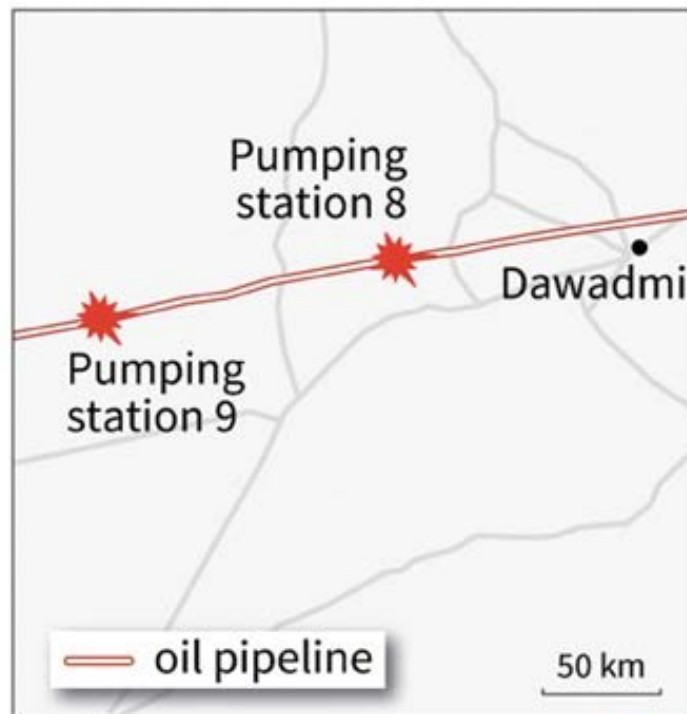 Pumping
station 8
Dawadmi
Pumping
station 9
oil pipeline
50 km